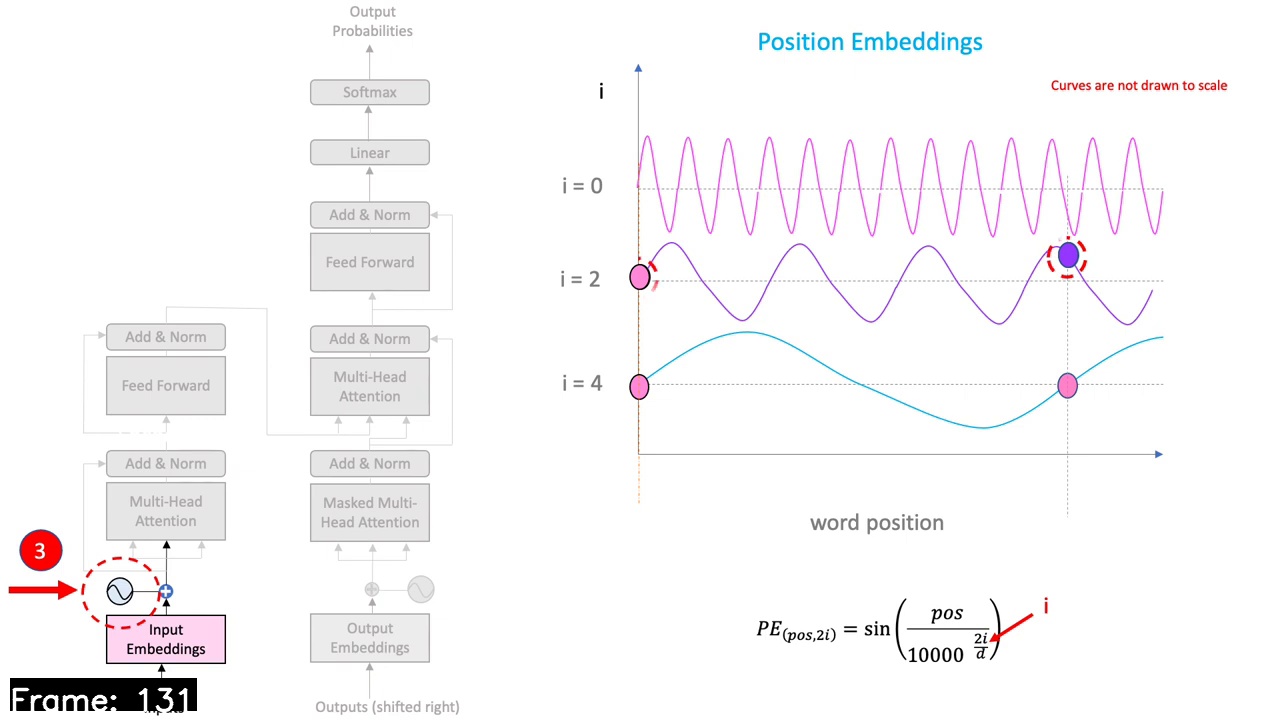 Output
Probabilities
Softmax
Linear
Add & Norm
Feed Forward
Add & Norm
Multi-Head
Attention
Add & Norm
Masked Multi-
Head Attention
Output
Embeddings
Outputs (shifted right)
Add & Norm
Feed Forward
Add & Norm
Multi-Head
Attention
3
Input
Embeddings
Frame: 131
Position Embeddings
Curves are not drawn to scale
i
i = 0
i = 2
i = 4
word position
PE(pos,2i) = sin(pos / 10000 2i/d)
i